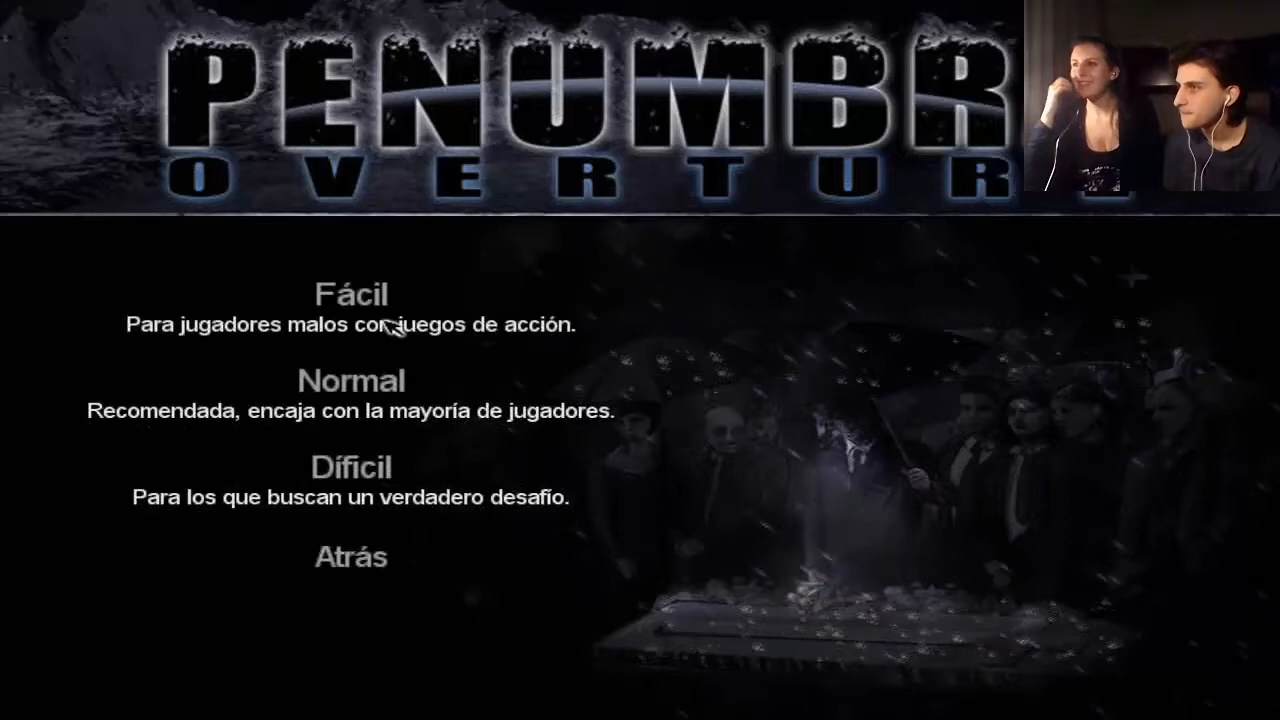 PENUMBR
OVERTUR
Fácil
Para jugadores malos con juegos de acción.
Normal
Recomendada, encaja con la mayoría de jugadores.
Díficil
Para los que buscan un verdadero desafío.
Atrás